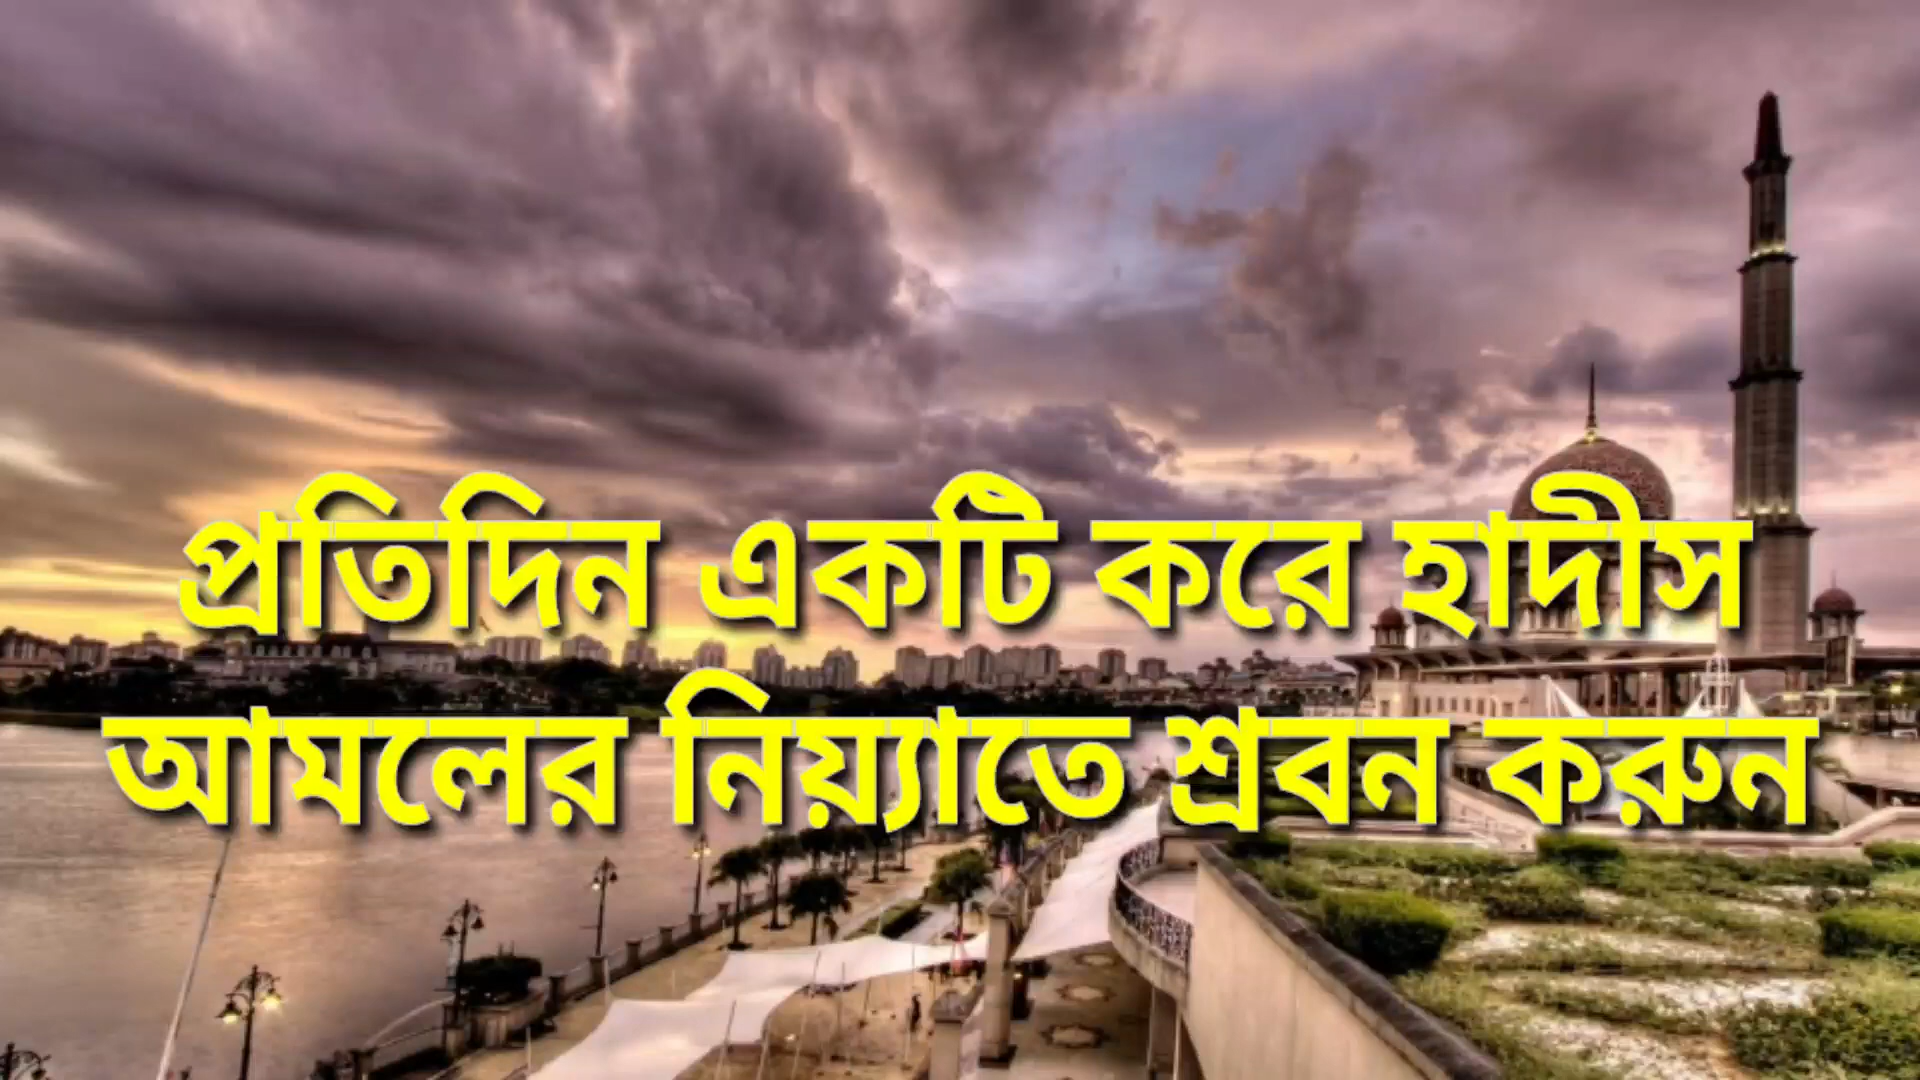 প্রতিদিন একটি করে হাদীস
আমলের নিয়্যাতে শ্রবন করুন